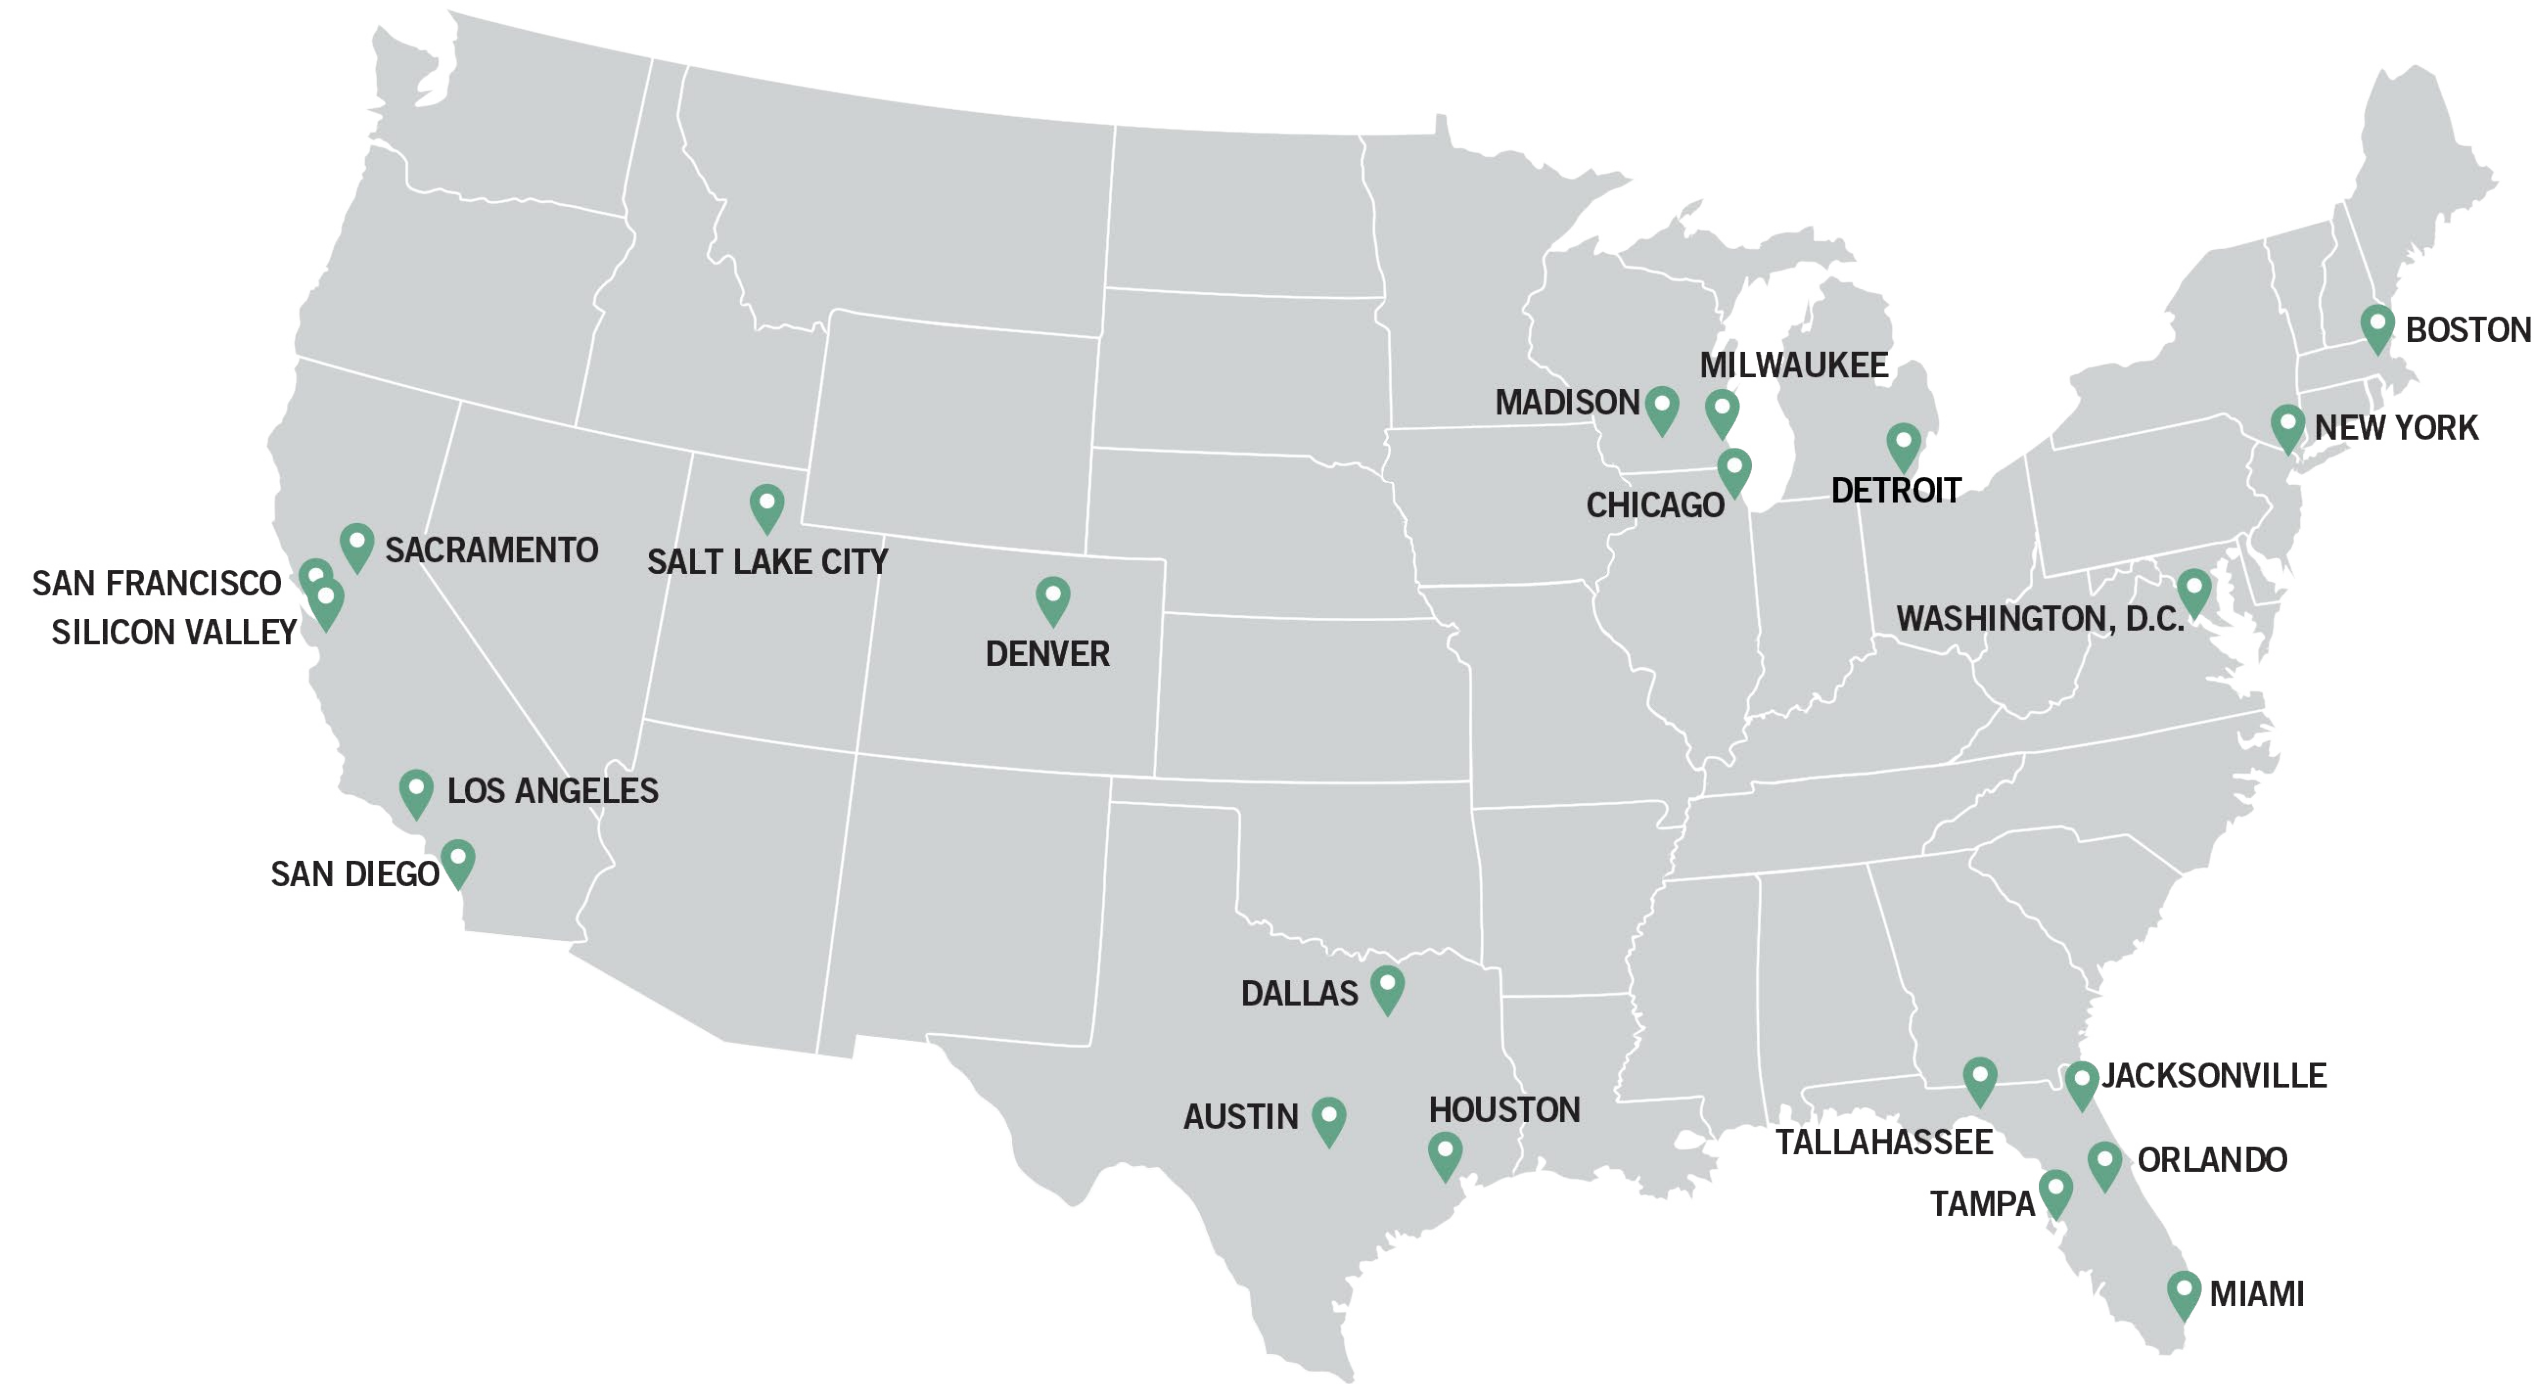 BOSTON
MILWAUKEE
MADISON
NEW YORK
DETROIT
CHICAGO
SACRAMENTO
SALT LAKE CITY
SAN FRANCISCO
WASHINGTON, D.C.
SILICON VALLEY
DENVER
LOS ANGELES
SAN DIEGO
DALLAS
JACKSONVILLE
HOUSTON
AUSTIN
TALLAHASSEE
ORLANDO
TAMPA
MIAMI